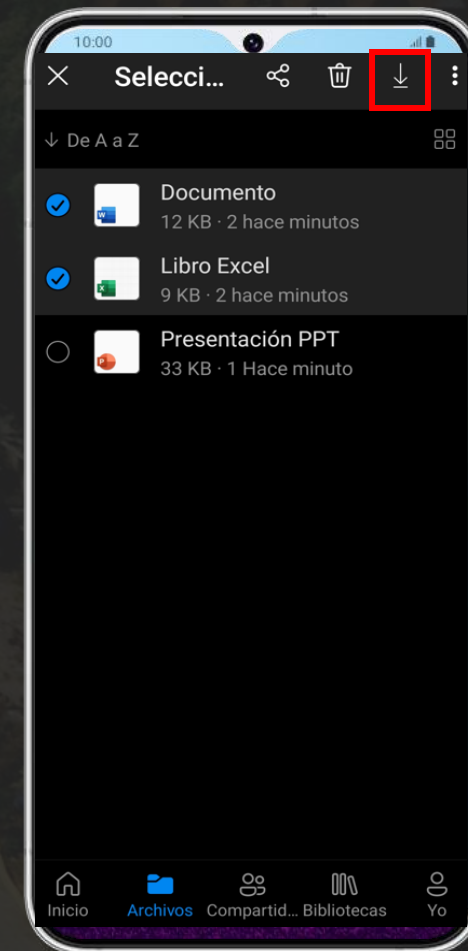 10:00
Selecci...
De A a Z
Documento
12 KB · 2 hace minutos
Libro Excel
9 KB · 2 hace minutos
Presentación PPT
33 KB · 1 Hace minuto
Inicio Archivos Compartid... Bibliotecas Yo